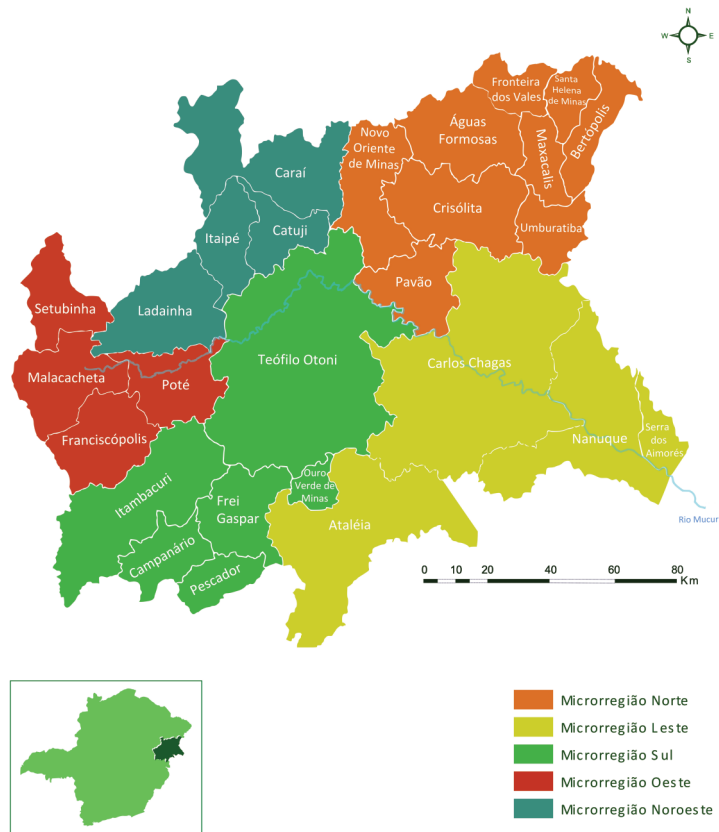 N
W E
S
Fronteira
dos Vales
Santa
Helena
de Minas
Bertópolis
Novo
Oriente
de Minas
Águas
Formosas
Maxacalis
Caraí
Crisólita
Itaipé
Catuji
Umburatiba
Pavão
Setubinha
Ladainha
Teófilo Otoni
Carlos Chagas
Malacacheta
Poté
Franciscópolis
Nanuque
Serra
dos
Aimorés
Itambacuri
Ouro
Verde de
Minas
Frei
Gaspar
Ataléia
Rio Mucur
Campanário
Pescador
0 10 20 40 60 80
Km
Microrregião Norte
Microrregião Leste
Microrregião Sul
Microrregião Oeste
Microrregião Noroeste